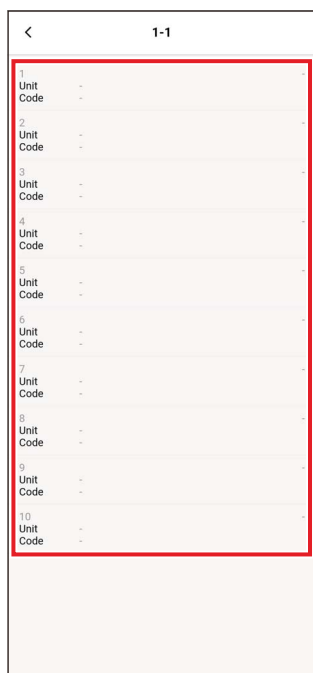 1-1
1 -
Unit -
Code -
2 -
Unit -
Code -
3 -
Unit -
Code -
4 -
Unit -
Code -
5 -
Unit -
Code -
6 -
Unit -
Code -
7 -
Unit -
Code -
8 -
Unit -
Code -
9 -
Unit -
Code -
10 -
Unit -
Code -